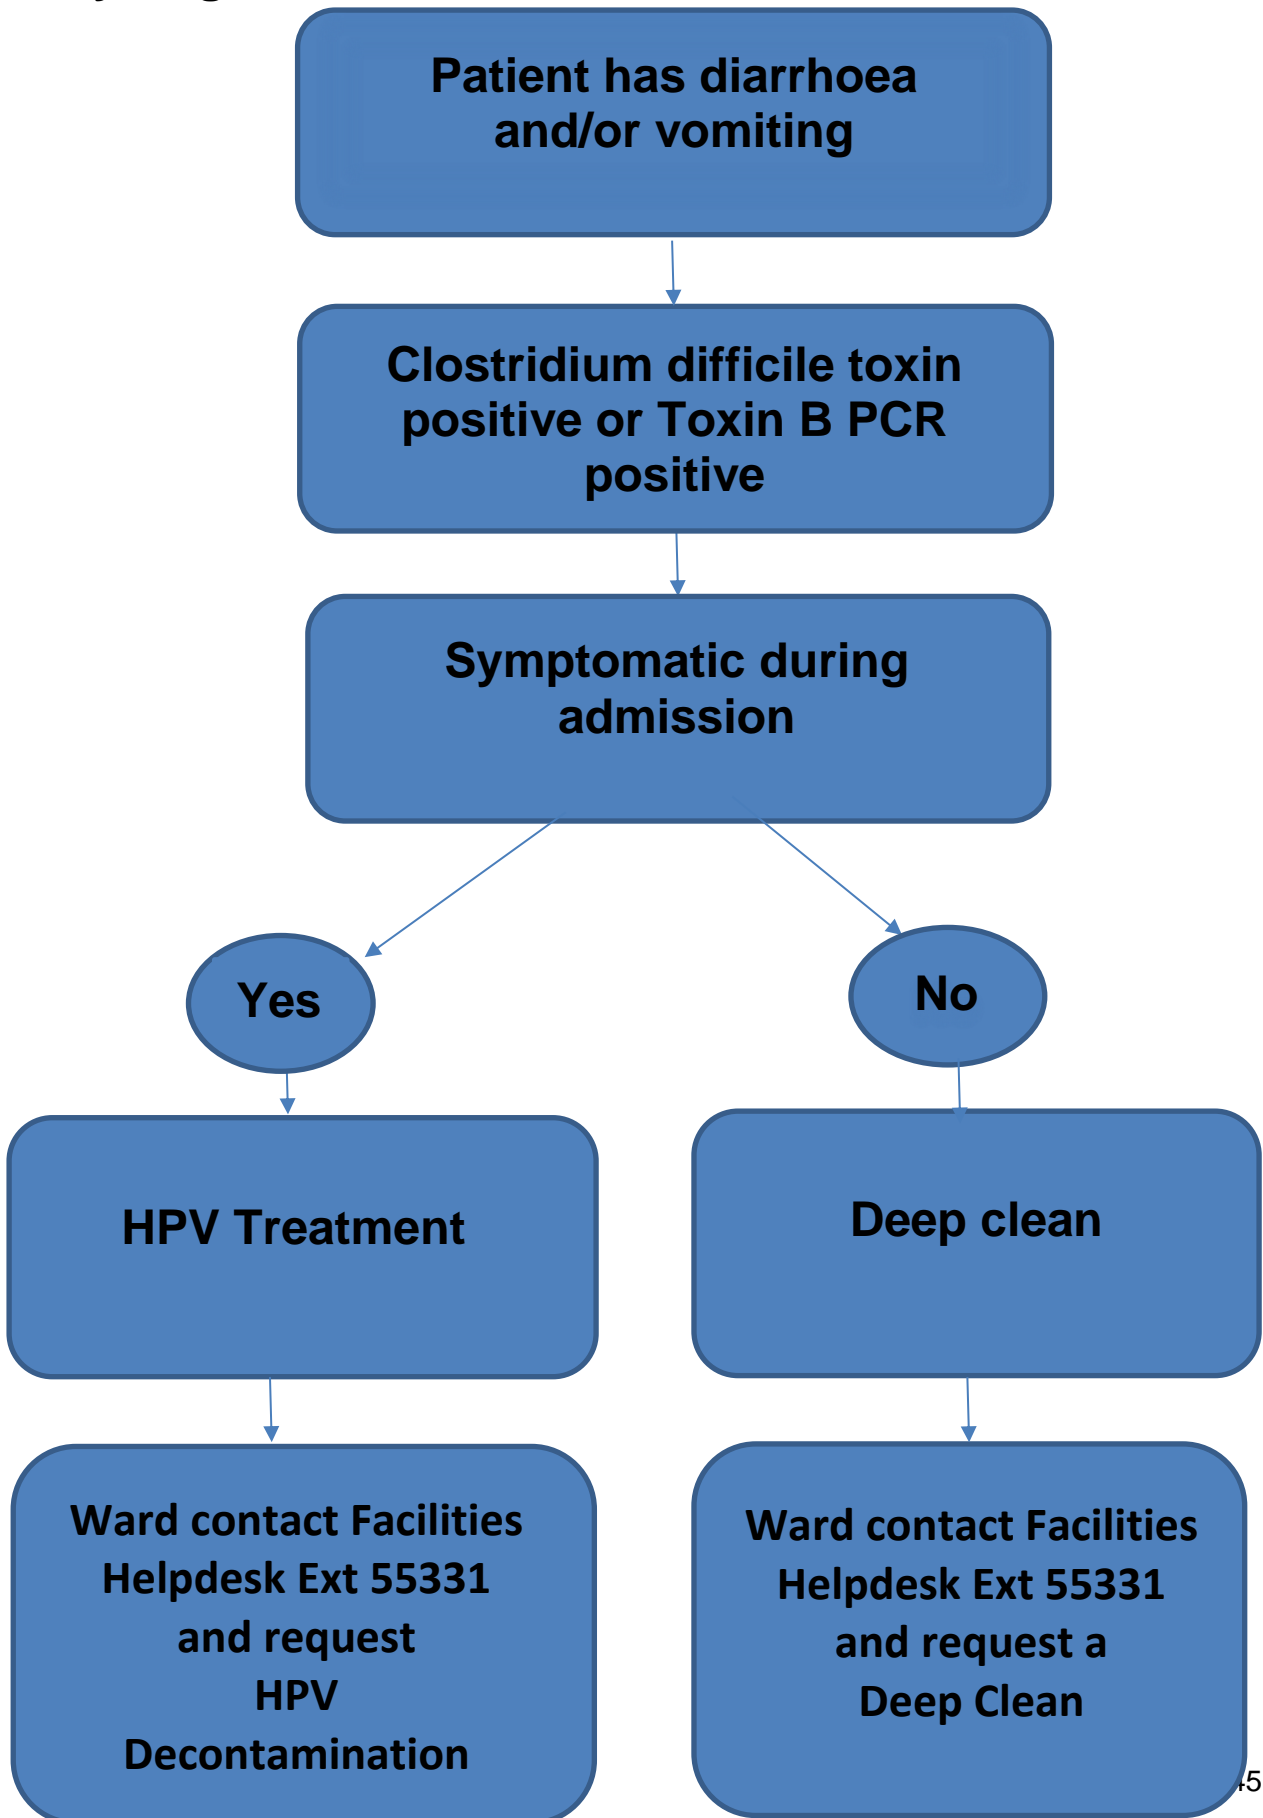 Patient has diarrhoea
and/or vomiting
Clostridium difficile toxin
positive or Toxin B PCR
positive
Symptomatic during
admission
Yes
No
HPV Treatment
Deep clean
Ward contact Facilities
Helpdesk Ext 55331
and request
HPV
Decontamination
Ward contact Facilities
Helpdesk Ext 55331
and request a
Deep Clean